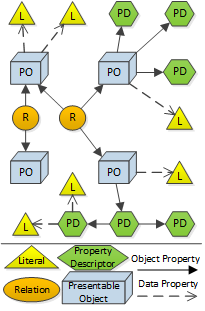 L L PD PD
PO PO PD
R R L
PO PO L
L
L PD PD PD
Literal Property Descriptor Object Property
Relation Presentable Object Data Property